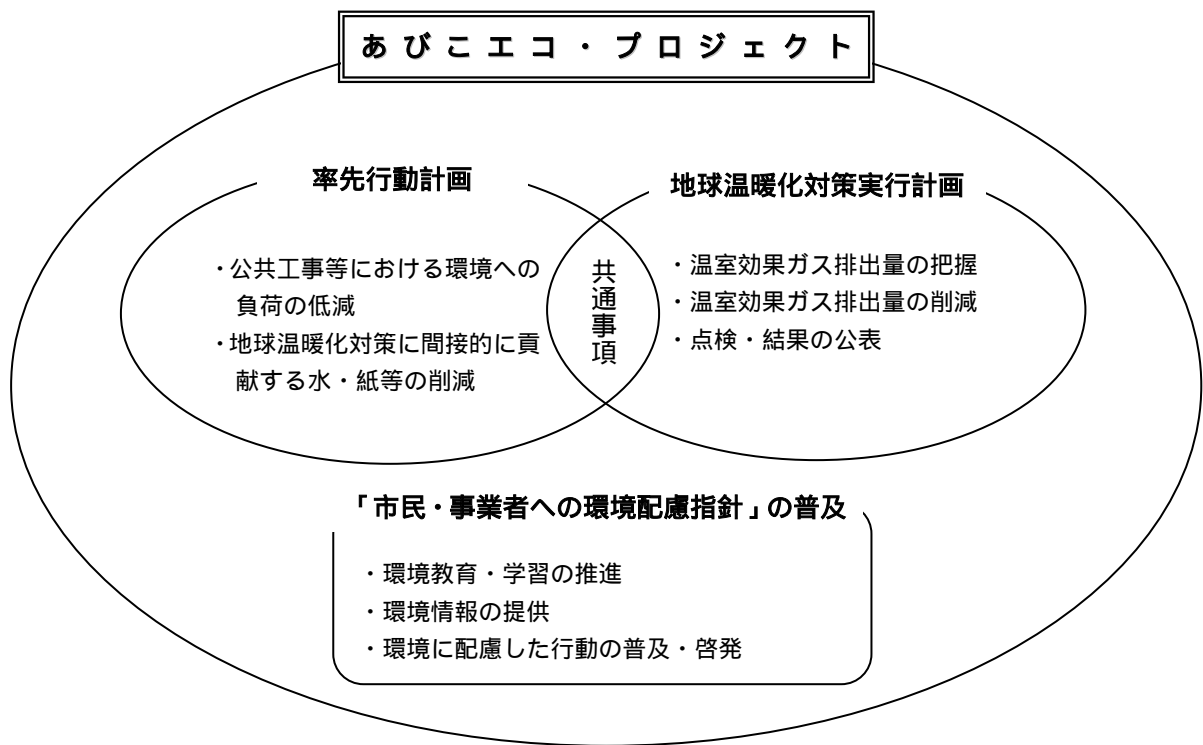 あびこエコ・プロジェクト
率先行動計画
・公共工事等における環境への
負荷の低減
・地球温暖化対策に間接的に貢
献する水・紙等の削減
共通事項
地球温暖化対策実行計画
・温室効果ガス排出量の把握
・温室効果ガス排出量の削減
・点検・結果の公表
「市民・事業者への環境配慮指針」の普及
・環境教育・学習の推進
・環境情報の提供
・環境に配慮した行動の普及・啓発